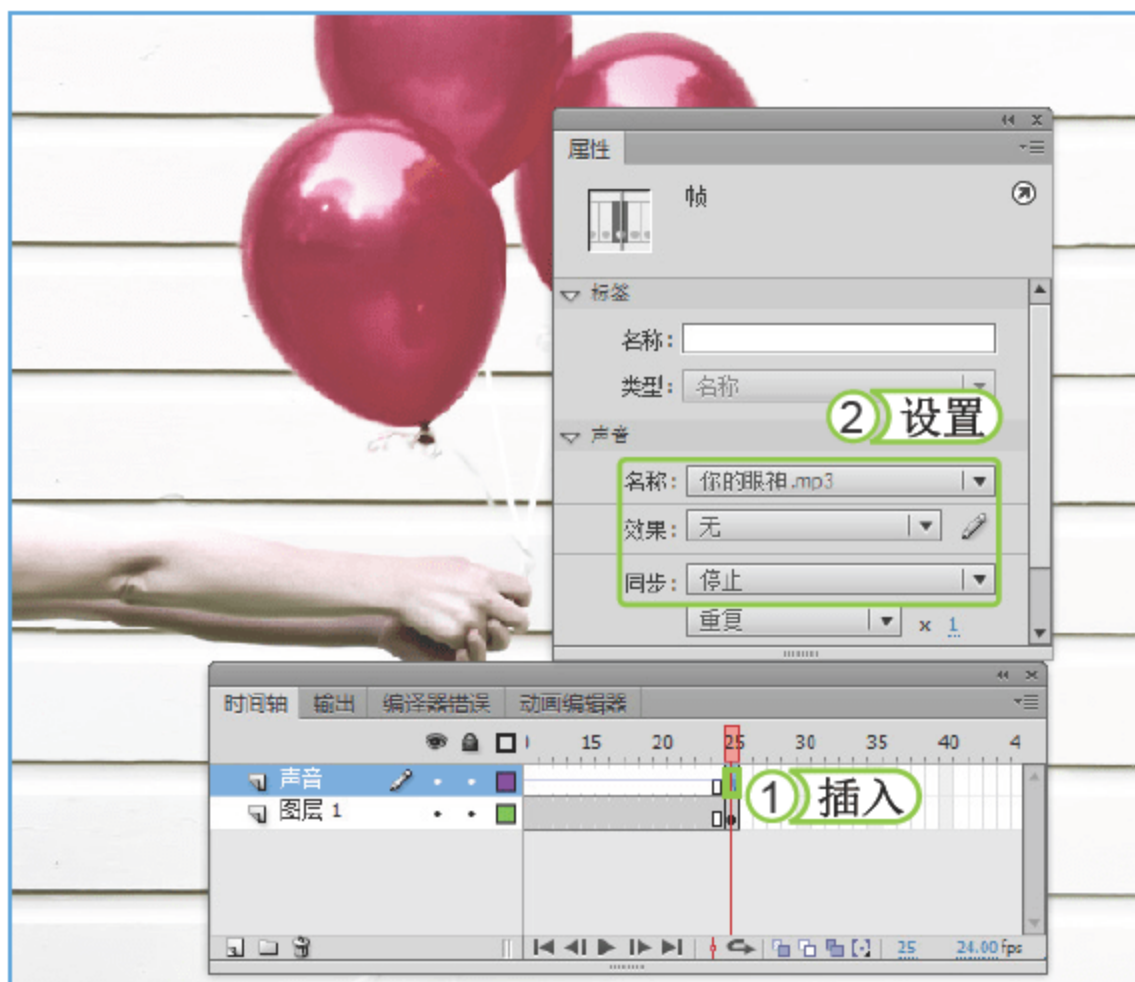 属性
帧
标签
名称：
类型： 名称
② 设置
声音
名称： 你的眼神.mp3
效果： 无
同步： 停止
重复 x 1
时间轴 输出 编译器错误 动画编辑器
15 20 25 30 35 40 4
声音
① 插入
图层 1
25 24.00 fps